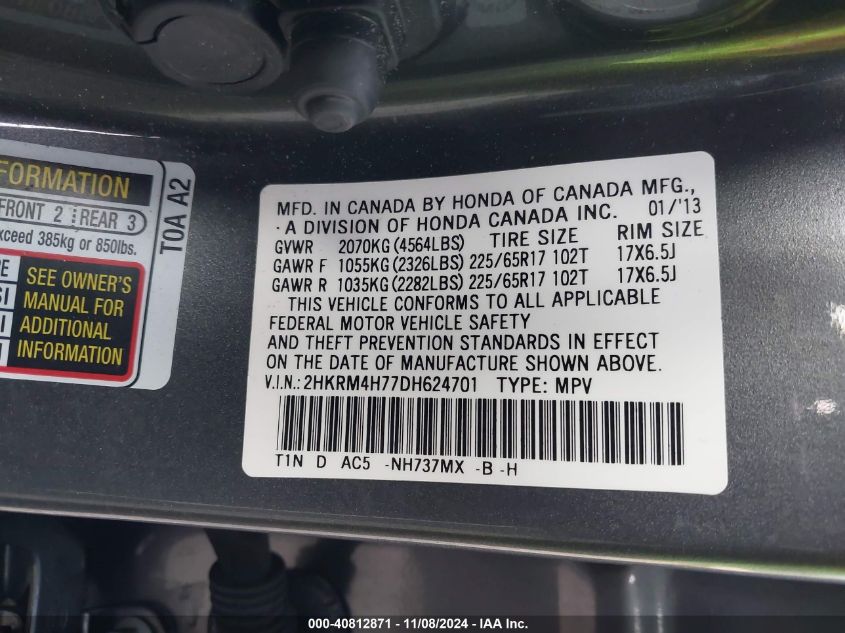 FORMATION
FRONT 2 REAR 3
xceed 385kg or 850lbs.
SEE OWNER'S
MANUAL FOR
ADDITIONAL
INFORMATION
T0A A2
MFD. IN CANADA BY HONDA OF CANADA MFG.,
A DIVISION OF HONDA CANADA INC. 01/'13
GVWR 2070KG (4564LBS) TIRE SIZE RIM SIZE
GAWR F 1055KG (2326LBS) 225/65R17 102T 17X6.5J
GAWR R 1035KG (2282LBS) 225/65R17 102T 17X6.5J
THIS VEHICLE CONFORMS TO ALL APPLICABLE
FEDERAL MOTOR VEHICLE SAFETY
AND THEFT PREVENTION STANDARDS IN EFFECT
ON THE DATE OF MANUFACTURE SHOWN ABOVE.
V.I.N.: 2HKRM4H77DH624701 TYPE: MPV
T1N D AC5 -NH737MX -B -H
000-40812871 - 11/08/2024 - IAA Inc.